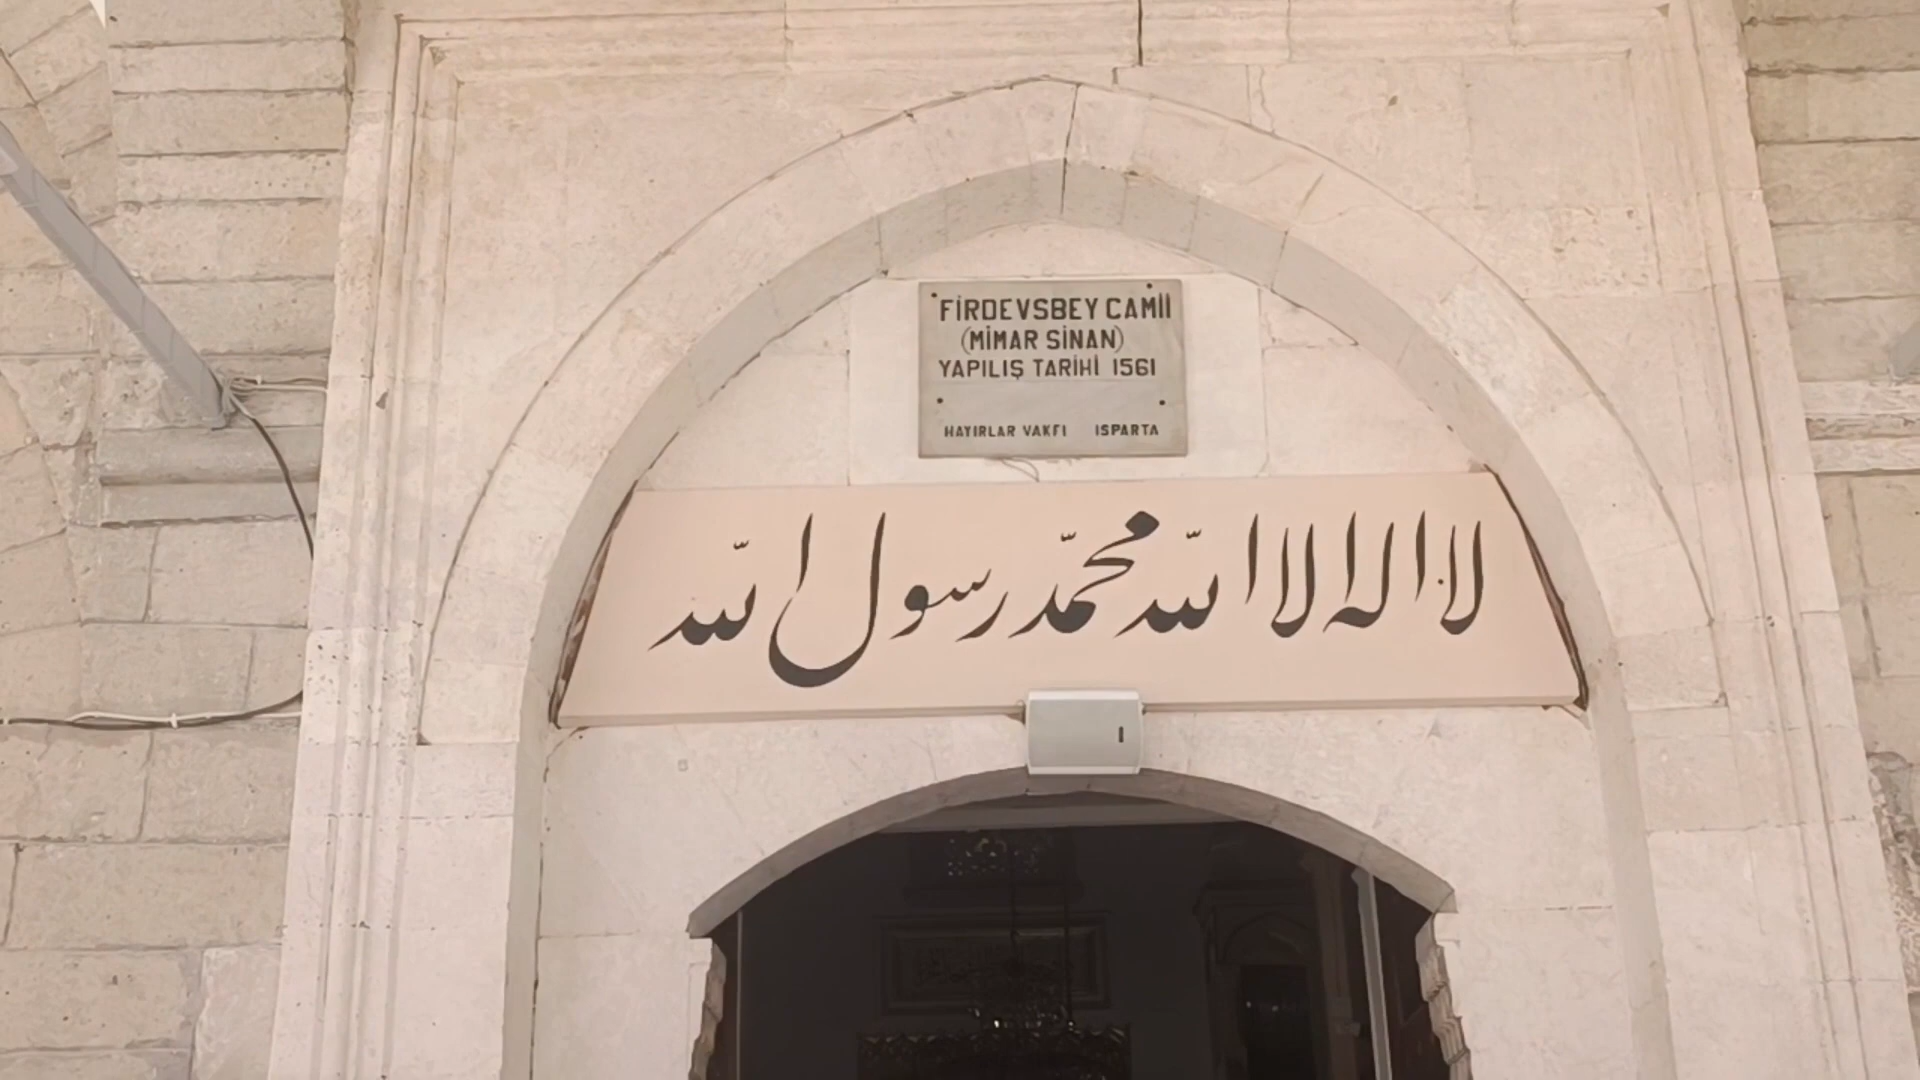 FİRDEVSBEY CAMİİ
(MİMAR SİNAN)
YAPILIŞ TARİHİ 1561
HAYIRLAR VAKFI ISPARTA
لا اله الا الله محمد رسول الله